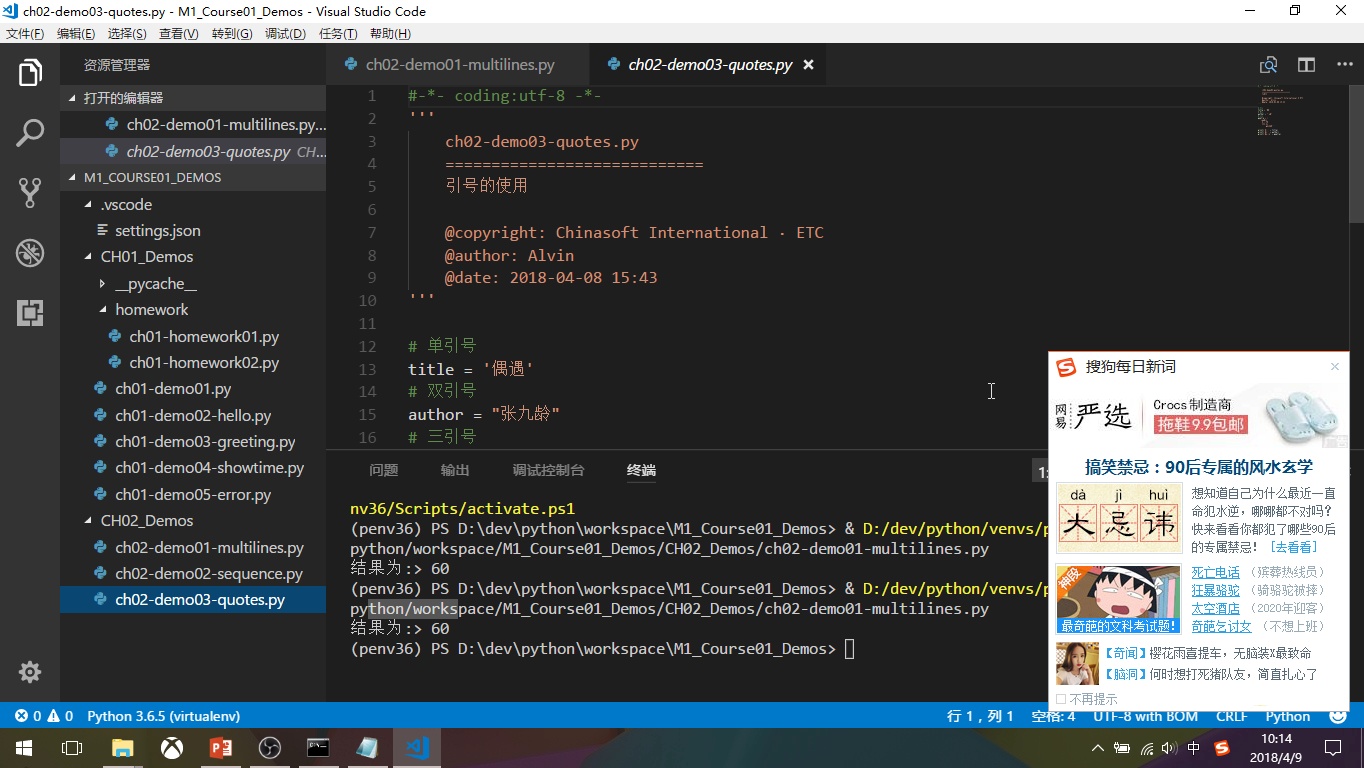 ch02-demo03-quotes.py - M1_Course01_Demos - Visual Studio Code
文件(F) 编辑(E) 选择(S) 查看(V) 转到(G) 调试(D) 任务(T) 帮助(H)
资源管理器
打开的编辑器
ch02-demo01-multilines.py...
ch02-demo03-quotes.py CH...
M1_COURSE01_DEMOS
.vscode
settings.json
CH01_Demos
__pycache__
homework
ch01-homework01.py
ch01-homework02.py
ch01-demo01.py
ch01-demo02-hello.py
ch01-demo03-greeting.py
ch01-demo04-showtime.py
ch01-demo05-error.py
CH02_Demos
ch02-demo01-multilines.py
ch02-demo02-sequence.py
ch02-demo03-quotes.py
ch02-demo01-multilines.py ch02-demo03-quotes.py
1 #-*- coding:utf-8 -*-
2 '''
3 ch02-demo03-quotes.py
4 ============================
5 引号的使用
6
7 @copyright: Chinasoft International · ETC
8 @author: Alvin
9 @date: 2018-04-08 15:43
10 '''
11
12 # 单引号
13 title = '偶遇'
14 # 双引号
15 author = "张九龄"
16 # 三引号
问题 输出 调试控制台 终端 1:
nv36/Scripts/activate.ps1
(penv36) PS D:\dev\python\workspace\M1_Course01_Demos> & D:/dev/python/venvs/p
python/workspace/M1_Course01_Demos/CH02_Demos/ch02-demo01-multilines.py
结果为:> 60
(penv36) PS D:\dev\python\workspace\M1_Course01_Demos> & D:/dev/python/venvs/p
python/workspace/M1_Course01_Demos/CH02_Demos/ch02-demo01-multilines.py
结果为:> 60
(penv36) PS D:\dev\python\workspace\M1_Course01_Demos>
搜狗每日新词
网易严选
Crocs制造商
拖鞋9.9包邮
广告
搞笑禁忌：90后专属的风水玄学
dà jì huì
大忌讳
想知道自己为什么最近一直
命犯水逆，哪哪都不对吗？
快来看看你都犯了哪些90后
的专属禁忌！[去看看]
神段
最奇葩的文科考试题!
死亡电话（殡葬热线员）
狂暴骆驼（骑骆驼被摔）
太空酒店（2020年迎客）
奇葩乞讨女（不想上班）
【奇闻】樱花雨喜提车，无脑装X最致命
【脑洞】何时想打死猪队友，简直扎心了
不再提示
0 0 Python 3.6.5 (virtualenv)
行 1，列 1 空格: 4 UTF-8 with BOM CRLF Python
中
10:14
2018/4/9